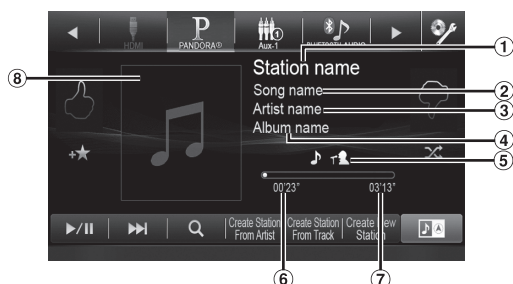 P
HDMI
PANDORA®
1
Aux-1
BLUETOOTH AUDIO
Station name
1
8
Song name
2
Artist name
3
Album name
4
5
00'23"
03'13"
Create Station From Artist
Create Station From Track
Create New Station
6
7